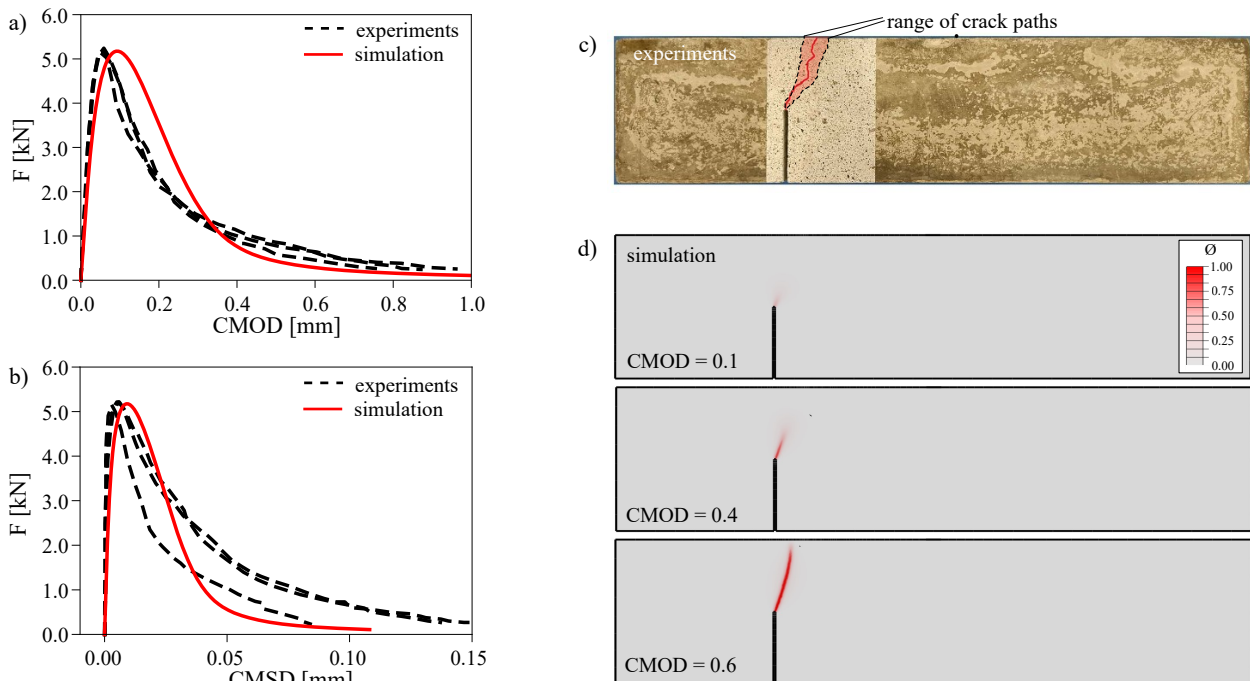 a)
6.0
5.0
4.0
3.0
2.0
1.0
0.0
F [kN]
experiments
simulation
0.0
0.2
0.4
0.6
0.8
1.0
CMOD [mm]
b)
6.0
5.0
4.0
3.0
2.0
1.0
0.0
F [kN]
experiments
simulation
0.00
0.05
0.10
0.15
CMSD [mm]
range of crack paths
c)
experiments
d)
simulation
Ø
1.00
0.75
0.50
0.25
0.00
CMOD = 0.1
CMOD = 0.4
CMOD = 0.6